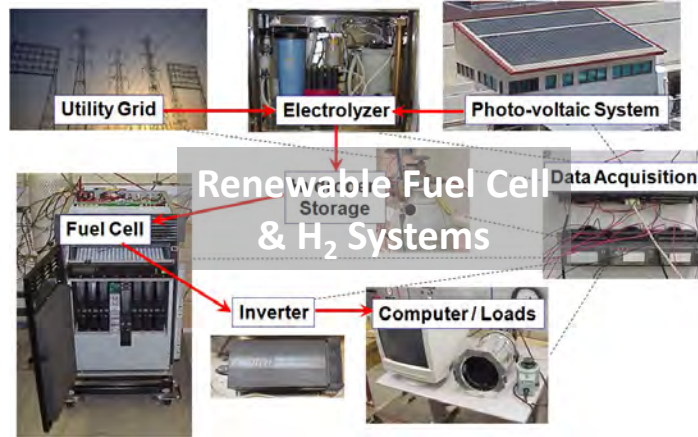 Utility Grid
Electrolyzer
Photo-voltaic System
Renewable Fuel Cell
& H₂ Systems
Storage
Data Acquisition
Fuel Cell
Inverter
Computer / Loads